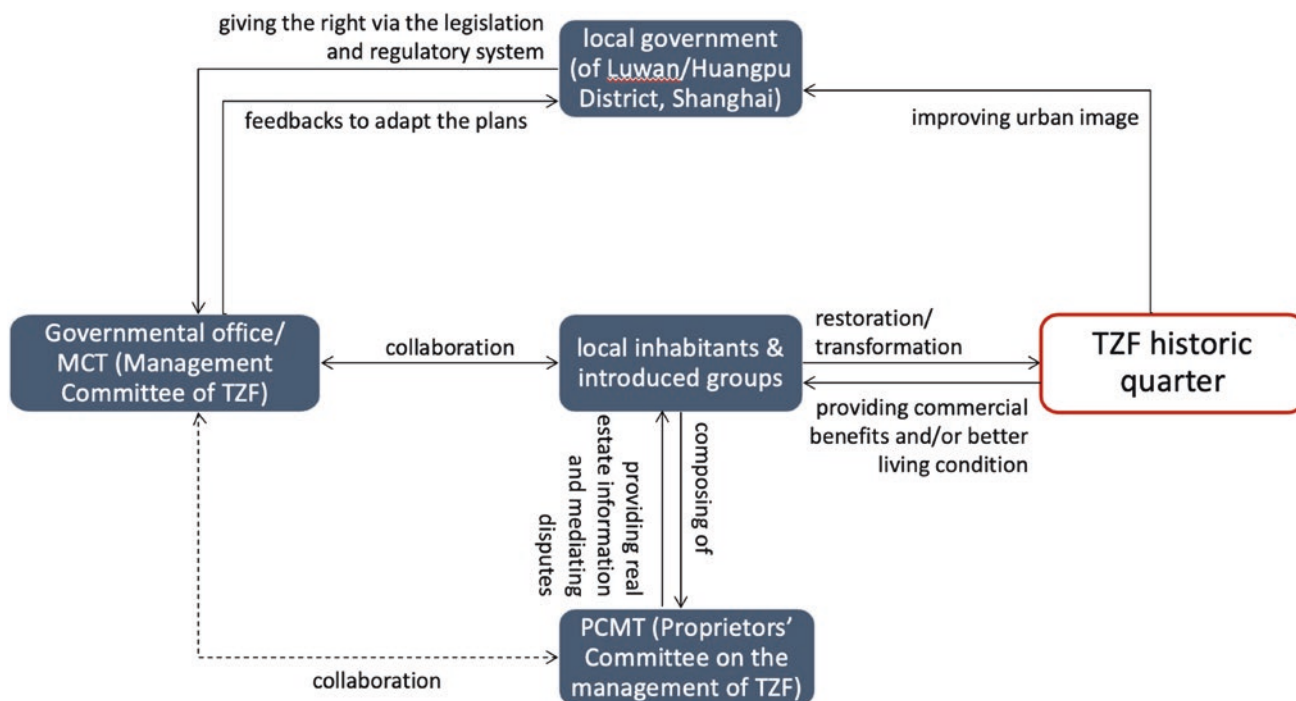 giving the right via the legislation
and regulatory system
local government
(of Luwan/Huangpu
District, Shanghai)
feedbacks to adapt the plans
improving urban image
Governmental office/
MCT (Management
Committee of TZF)
collaboration
local inhabitants &
introduced groups
restoration/
transformation
TZF historic
quarter
providing commercial
benefits and/or better
living condition
providing real
estate information
and mediating
disputes
composing of
PCMT (Proprietors’
Committee on the
management of TZF)
collaboration